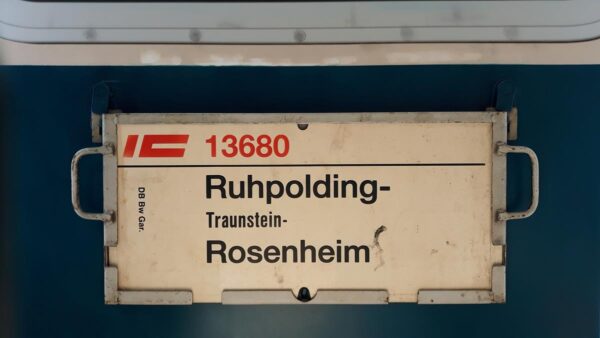 IC 13680
Ruhpolding-
Traunstein-
Rosenheim
DB Bw Gar.